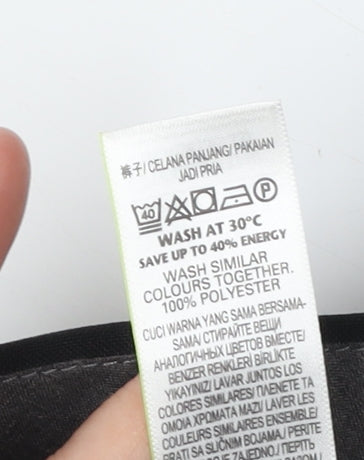 裤子/ CELANA PANJANG/ PAKAIAN
JADI PRIA
40 P
WASH AT 30°C
SAVE UP TO 40% ENERGY
WASH SIMILAR
COLOURS TOGETHER.
100% POLYESTER
CUCI WARNA YANG SAMA BERSAMA-
SAMA/ СТИРАЙТЕ ВЕЩИ
АНАЛОГИЧНЫХ ЦВЕТОВ ВМЕСТЕ/
BENZER RENKLERİ BİRLİKTE
YIKAYINIZ/ LAVAR JUNTOS LOS
COLORES SIMILARES/ ΠΛΕΝΕΤΕ ΤΑ
ΟΜΟΙΑ ΧΡΩΜΑΤΑ ΜΑΖΙ/ LAVER LES
COULEURS SIMILAIRES ENSEMBLE/
PRATI SA SLIČNIM BOJAMA/ PERITE